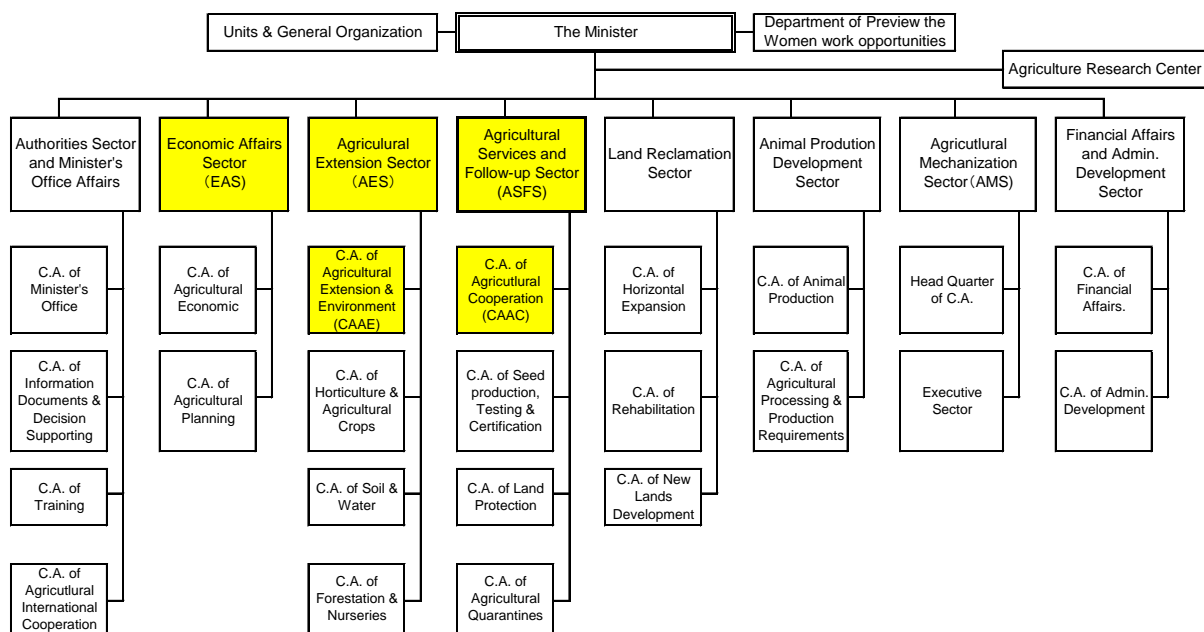 Units & General Organization
The Minister
Department of Preview the
Women work opportunities
Agriculture Research Center
Authorities Sector
and Minister's
Office Affairs
Economic Affairs
Sector
(EAS)
Agriculural
Extension Sector
(AES)
Agricultural
Services and
Follow-up Sector
(ASFS)
Land Reclamation
Sector
Animal Prodution
Development
Sector
Agricutlural
Mechanization
Sector(AMS)
Financial Affairs
and Admin.
Development
Sector
C.A. of
Minister's
Office
C.A. of
Agricultural
Economic
C.A. of
Agricultural
Extension &
Environment
(CAAE)
C.A. of
Agricutlural
Cooperation
(CAAC)
C.A. of
Horizontal
Expansion
C.A. of Animal
Production
Head Quarter
of C.A.
C.A. of
Financial
Affairs.
C.A. of
Information
Documents &
Decision
Supporting
C.A. of
Agricultural
Planning
C.A. of
Horticulture &
Agricultural
Crops
C.A. of Seed
production,
Testing &
Certification
C.A. of
Rehabilitation
C.A. of
Agricultural
Processing &
Production
Requirements
Executive
Sector
C.A. of Admin.
Development
C.A. of
Training
C.A. of Soil &
Water
C.A. of Land
Protection
C.A. of New
Lands
Development
C.A. of
Agricutlural
International
Cooperation
C.A. of
Forestation &
Nurseries
C.A. of
Agricultural
Quarantines